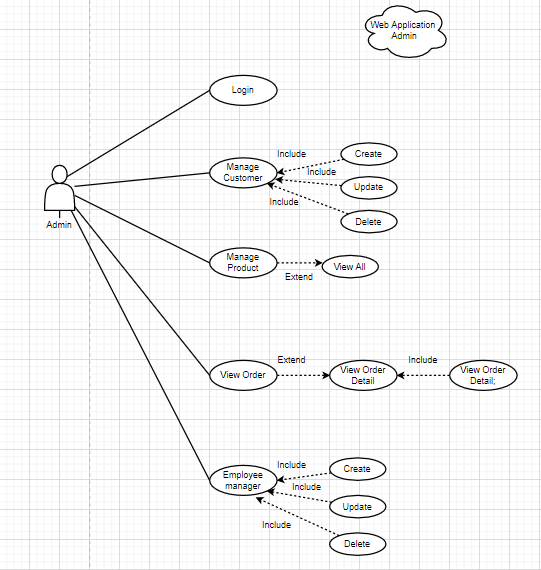 Web Application
Admin
Login
Include
Create
Manage
Customer
Include
Update
Include
Delete
Admin
Manage
Product
View All
Extend
Extend
Include
View Order
View Order
Detail
View Order
Detail;
Include
Create
Employee
manager
Include
Update
Include
Delete